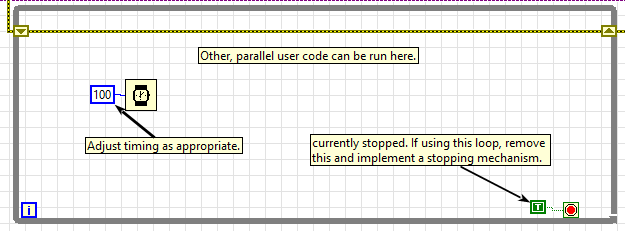 Other, parallel user code can be run here.
100
Adjust timing as appropriate.
currently stopped. If using this loop, remove
this and implement a stopping mechanism.
i
T